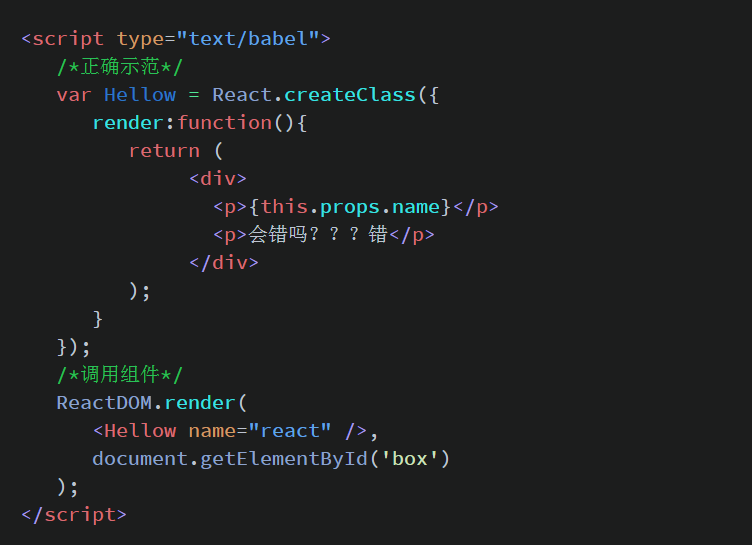 <script type="text/babel">
/*正确示范*/
var Hellow = React.createClass({
render:function(){
return (
<div>
<p>{this.props.name}</p>
<p>会错吗？？？错</p>
</div>
);
}
});
/*调用组件*/
ReactDOM.render(
<Hellow name="react" />,
document.getElementById('box')
);
</script>